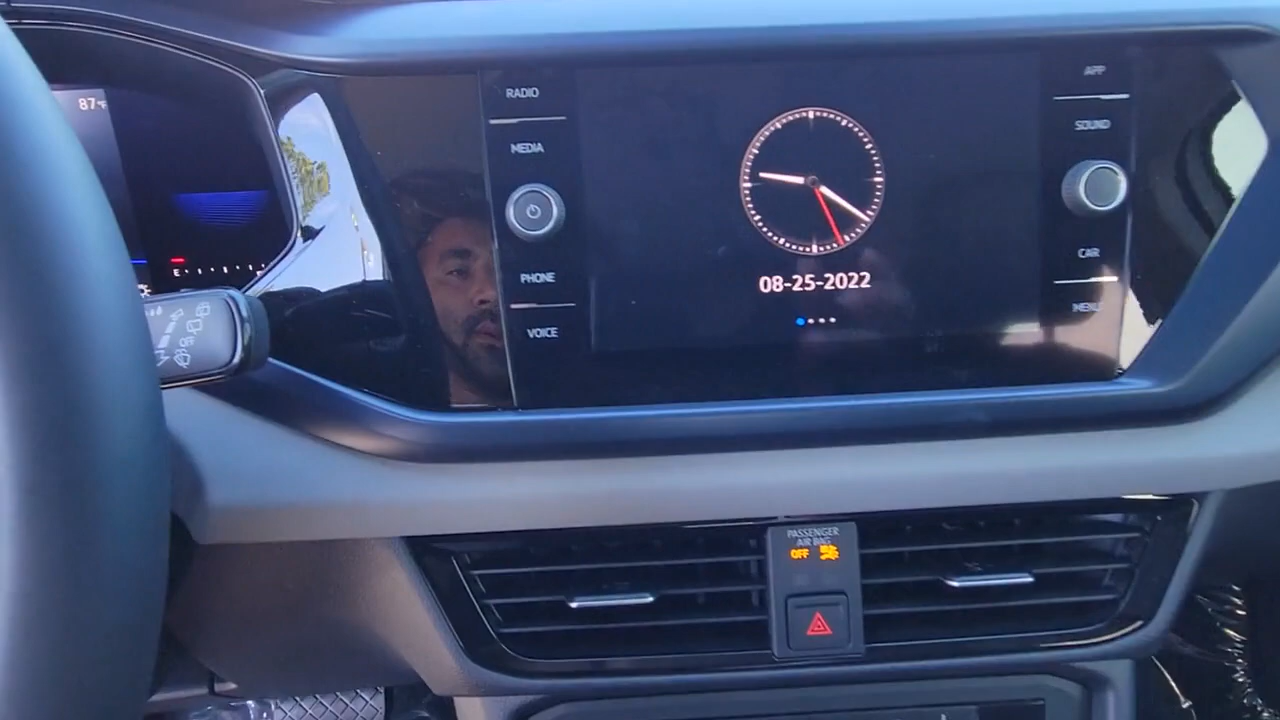 87°F
E
RADIO
MEDIA
PHONE
VOICE
08-25-2022
APP
SOUND
CAR
MENU
PASSENGER
AIR BAG
OFF